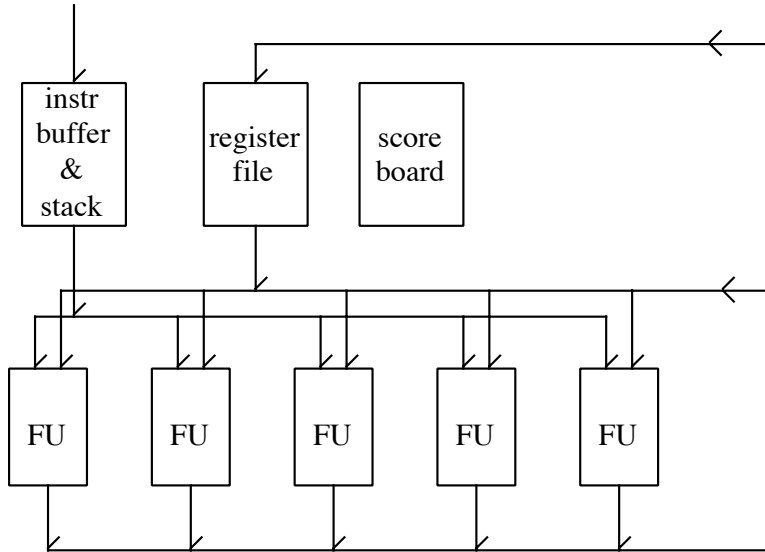 instr
buffer
&
stack
register
file
score
board
FU
FU
FU
FU
FU